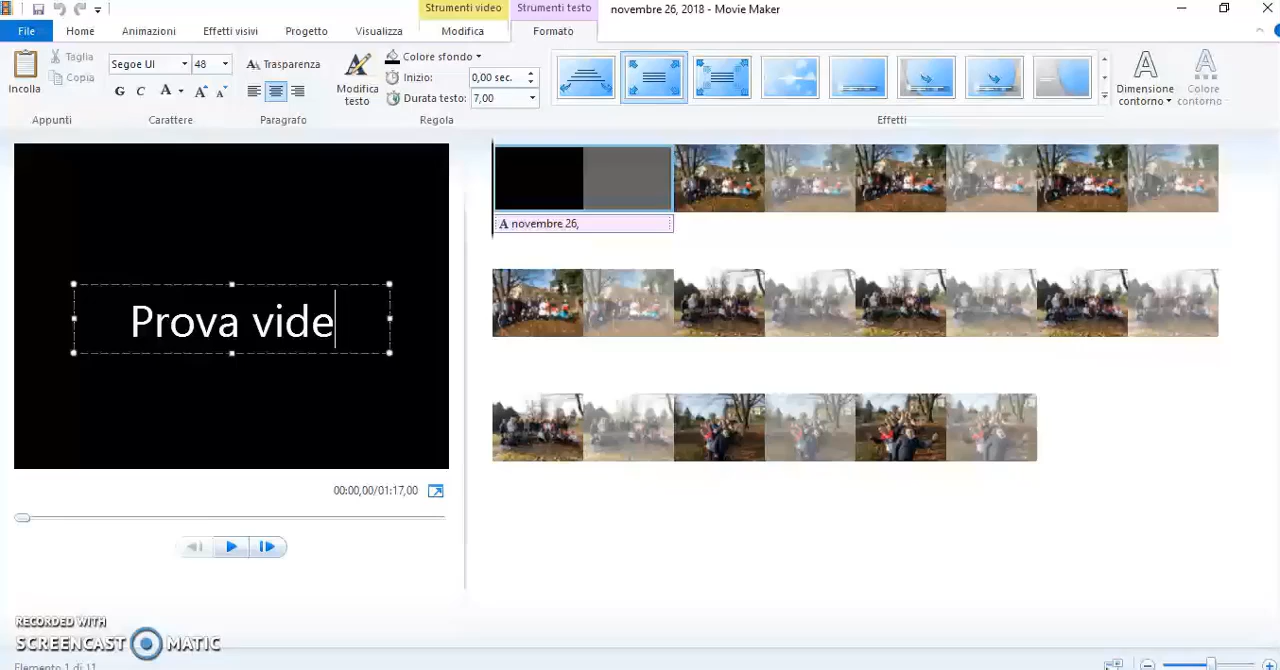 Strumenti video
Strumenti testo
novembre 26, 2018 - Movie Maker
File
Home
Animazioni
Effetti visivi
Progetto
Visualizza
Modifica
Formato
Incolla
Taglia
Copia
Appunti
Segoe UI
48
G C A A A
Carattere
Trasparenza
Paragrafo
Modifica
testo
Colore sfondo
Inizio: 0,00 sec.
Durata testo: 7,00
Regola
Effetti
Dimensione
contorno
Colore
contorno
Prova vide
A novembre 26,
00:00,00/01:17,00
RECORDED WITH
SCREENCAST MATIC
Elemento 1 di 11